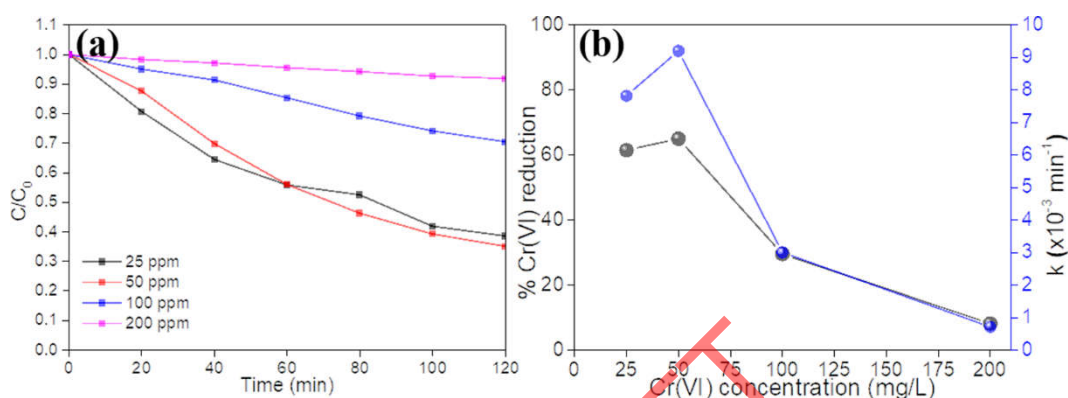 (a)
1.1
1.0
0.9
0.8
0.7
0.6
0.5
0.4
0.3
0.2
0.1
0.0
C/C0
25 ppm
50 ppm
100 ppm
200 ppm
0 20 40 60 80 100 120
Time (min)
(b)
100
80
60
40
20
0
% Cr(VI) reduction
10
9
8
7
6
5
4
3
2
1
0
k (x10⁻³ min⁻¹)
0 25 50 75 100 125 150 175 200
Cr(VI) concentration (mg/L)